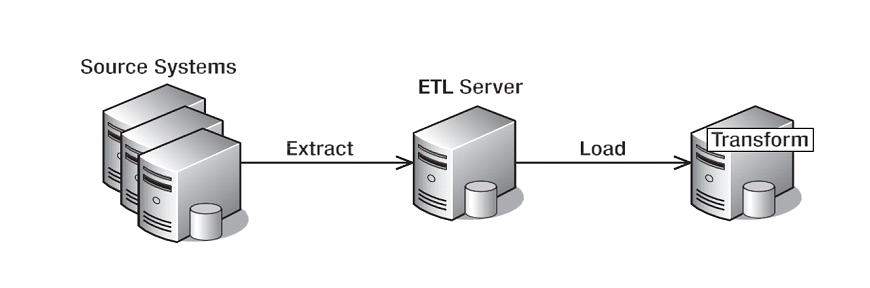 Source Systems
ETL Server
Extract
Load
Transform